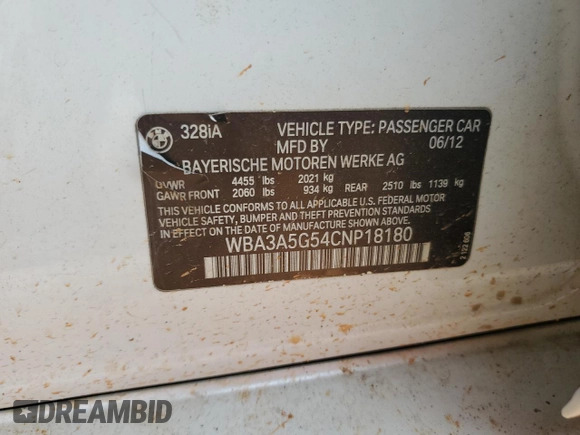 BMW
328iA
VEHICLE TYPE: PASSENGER CAR
MFD BY 06/12
BAYERISCHE MOTOREN WERKE AG
GVWR 4455 lbs 2021 kg
GAWR FRONT 2060 lbs 934 kg REAR 2510 lbs 1139 kg
THIS VEHICLE CONFORMS TO ALL APPLICABLE U.S. FEDERAL MOTOR
VEHICLE SAFETY, BUMPER AND THEFT PREVENTION STANDARDS
IN EFFECT ON THE DATE OF MANUFACTURE SHOWN ABOVE.
WBA3A5G54CNP18180
DREAMBID